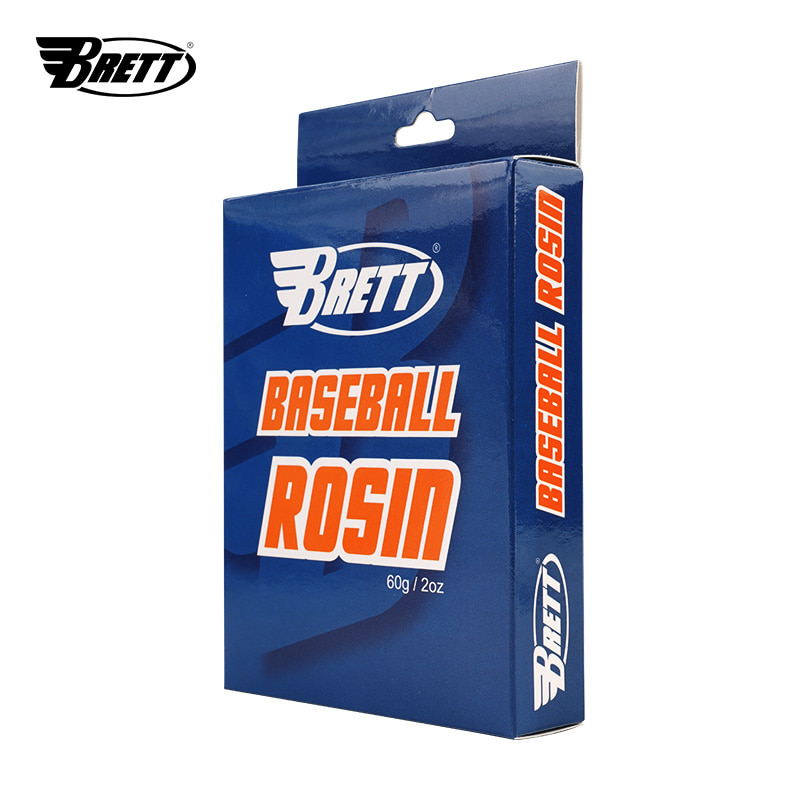 BRETT®
BRETT®
BASEBALL
ROSIN
60g / 2oz
BASEBALL ROSIN
BRETT®